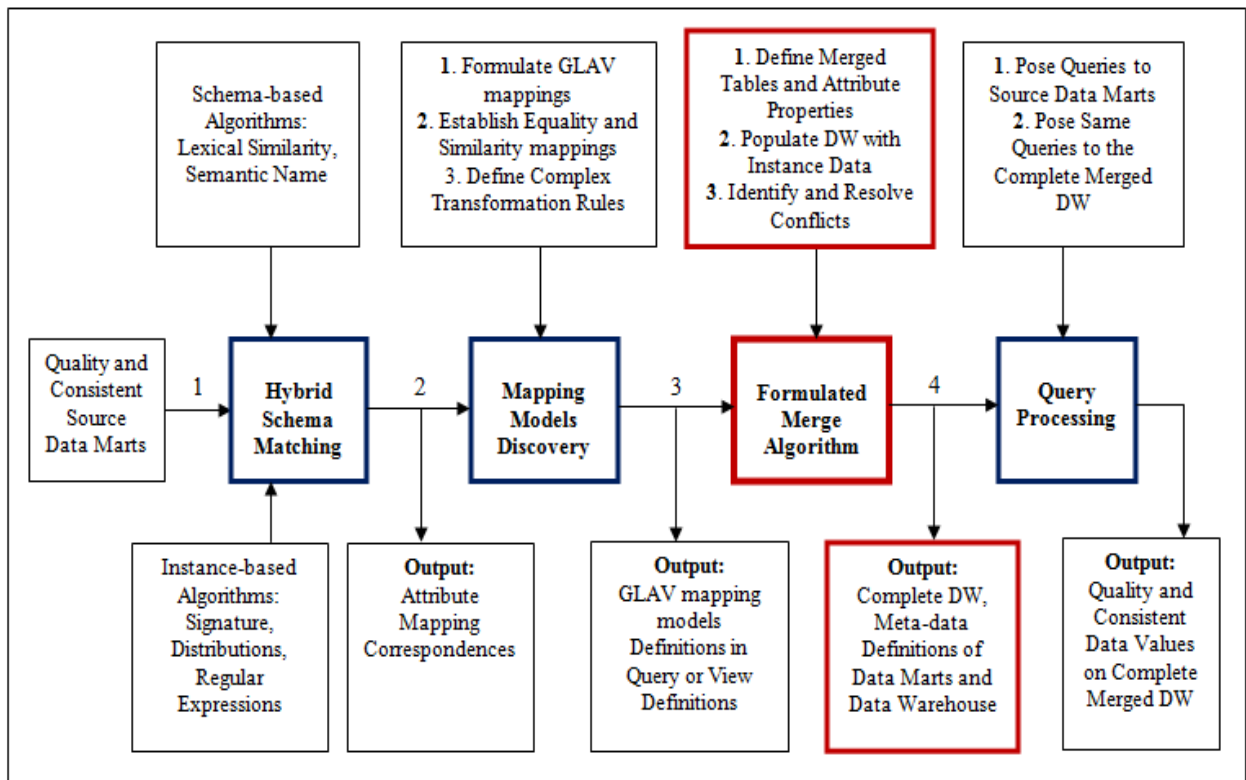 Schema-based
Algorithms:
Lexical Similarity,
Semantic Name
1. Formulate GLAV
mappings
2. Establish Equality and
Similarity mappings
3. Define Complex
Transformation Rules
1. Define Merged
Tables and Attribute
Properties
2. Populate DW with
Instance Data
3. Identify and Resolve
Conflicts
1. Pose Queries to
Source Data Marts
2. Pose Same
Queries to the
Complete Merged
DW
Quality and
Consistent
Source
Data Marts
1
Hybrid
Schema
Matching
2
Mapping
Models
Discovery
3
Formulated
Merge
Algorithm
4
Query
Processing
Instance-based
Algorithms:
Signature,
Distributions,
Regular
Expressions
Output:
Attribute
Mapping
Correspondences
Output:
GLAV mapping
models
Definitions in
Query or View
Definitions
Output:
Complete DW,
Meta-data
Definitions of
Data Marts and
Data Warehouse
Output:
Quality and
Consistent
Data Values
on Complete
Merged DW